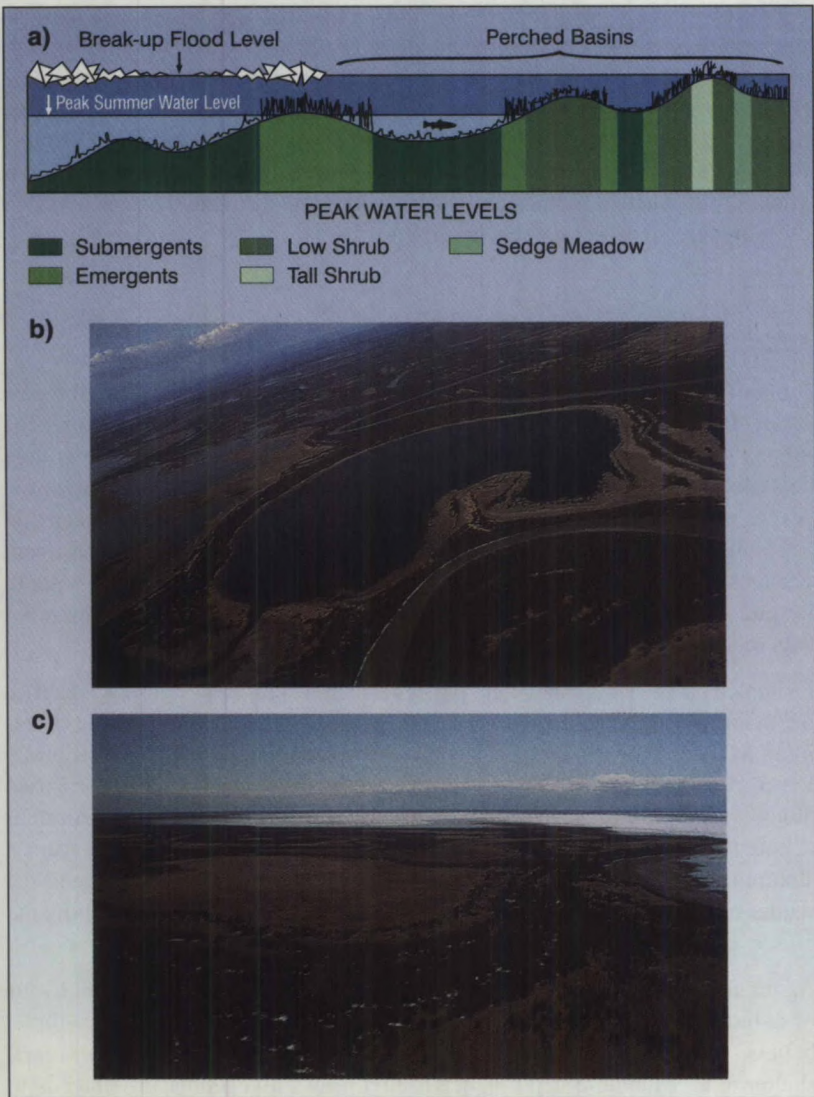 a)
Break-up Flood Level
Perched Basins
Peak Summer Water Level
PEAK WATER LEVELS
Submergents
Low Shrub
Sedge Meadow
Emergents
Tall Shrub
b)
c)